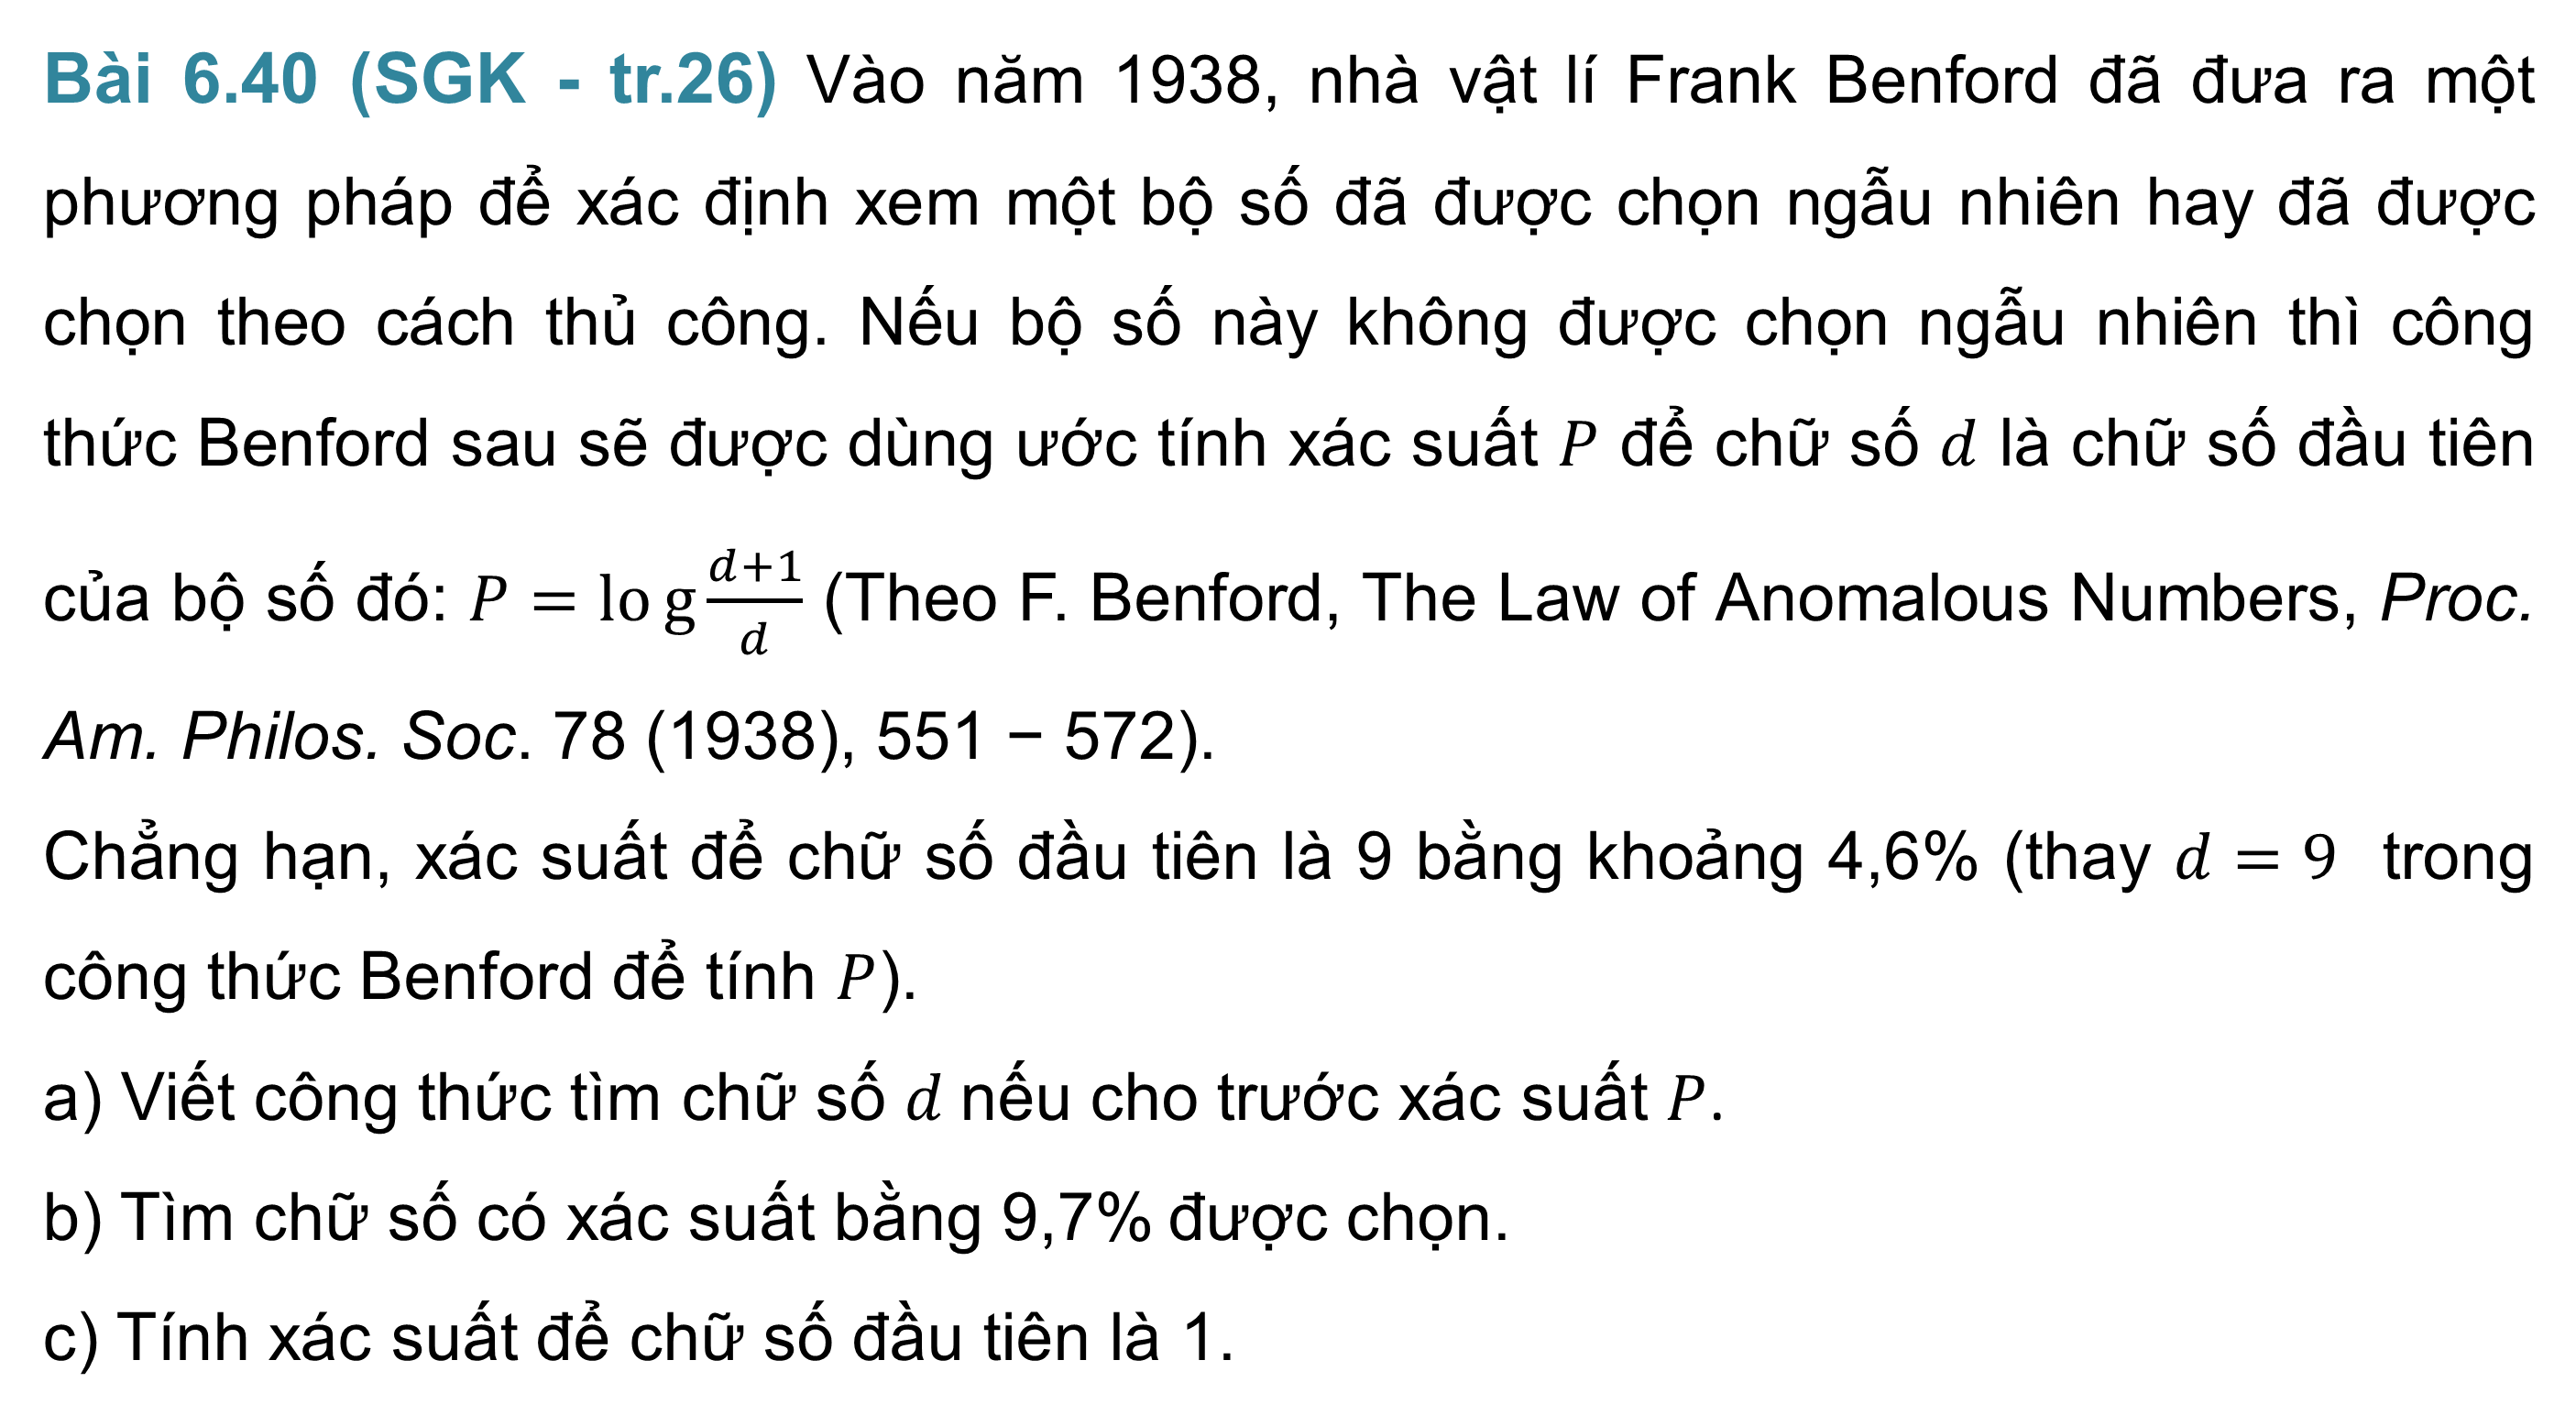 Bài 6.40 (SGK - tr.26) Vào năm 1938, nhà vật lí Frank Benford đã đưa ra một
phương pháp để xác định xem một bộ số đã được chọn ngẫu nhiên hay đã được
chọn theo cách thủ công. Nếu bộ số này không được chọn ngẫu nhiên thì công
thức Benford sau sẽ được dùng ước tính xác suất P để chữ số d là chữ số đầu tiên
của bộ số đó: P = log \frac{d+1}{d} (Theo F. Benford, The Law of Anomalous Numbers, Proc.
Am. Philos. Soc. 78 (1938), 551 − 572).
Chẳng hạn, xác suất để chữ số đầu tiên là 9 bằng khoảng 4,6% (thay d = 9 trong
công thức Benford để tính P).
a) Viết công thức tìm chữ số d nếu cho trước xác suất P.
b) Tìm chữ số có xác suất bằng 9,7% được chọn.
c) Tính xác suất để chữ số đầu tiên là 1.